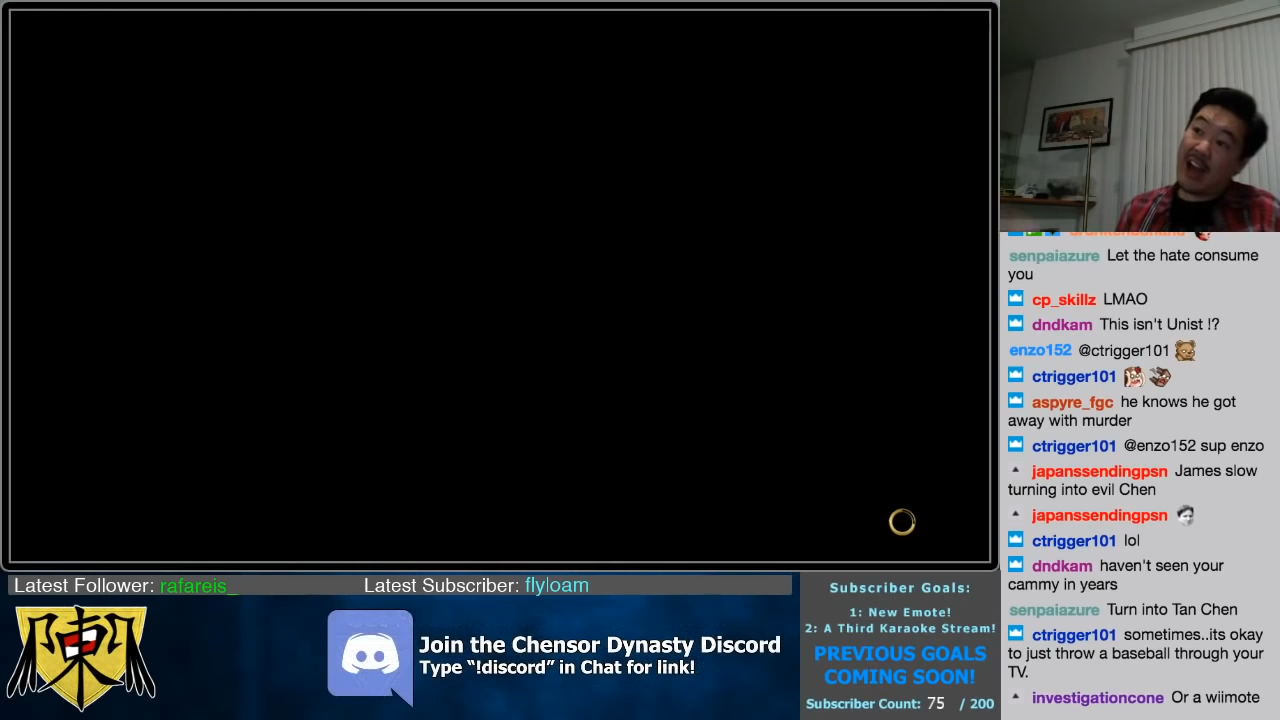 senpaiazure Let the hate consume
you
cp_skillz LMAO
dndkam This isn't Unist !?
enzo152 @ctrigger101
ctrigger101
aspyre_fgc he knows he got
away with murder
ctrigger101 @enzo152 sup enzo
japanssendingpsn James slow
turning into evil Chen
japanssendingpsn
ctrigger101 lol
dndkam haven't seen your
cammy in years
senpaiazure Turn into Tan Chen
ctrigger101 sometimes..its okay
to just throw a baseball through your
TV.
investigationcone Or a wiimote
Latest Follower: rafareis_
Latest Subscriber: flyloam
Join the Chensor Dynasty Discord
Type “!discord” in Chat for link!
Subscriber Goals:
1: New Emote!
2: A Third Karaoke Stream!
PREVIOUS GOALS
COMING SOON!
Subscriber Count: 75 / 200